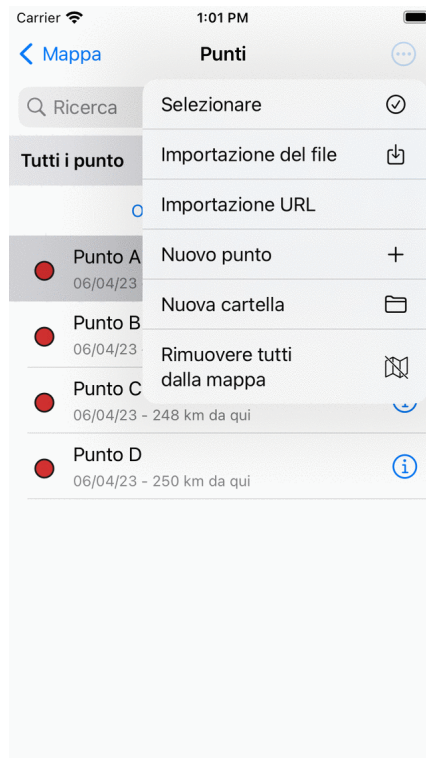 Carrier 1:01 PM
Mappa Punti
Ricerca
Selezionare
Importazione del file
Tutti i punto
Importazione URL
Nuovo punto
Punto A
06/04/23
Nuova cartella
Punto B
06/04/23 -
Rimuovere tutti
dalla mappa
Punto C
06/04/23 - 248 km da qui
Punto D
06/04/23 - 250 km da qui